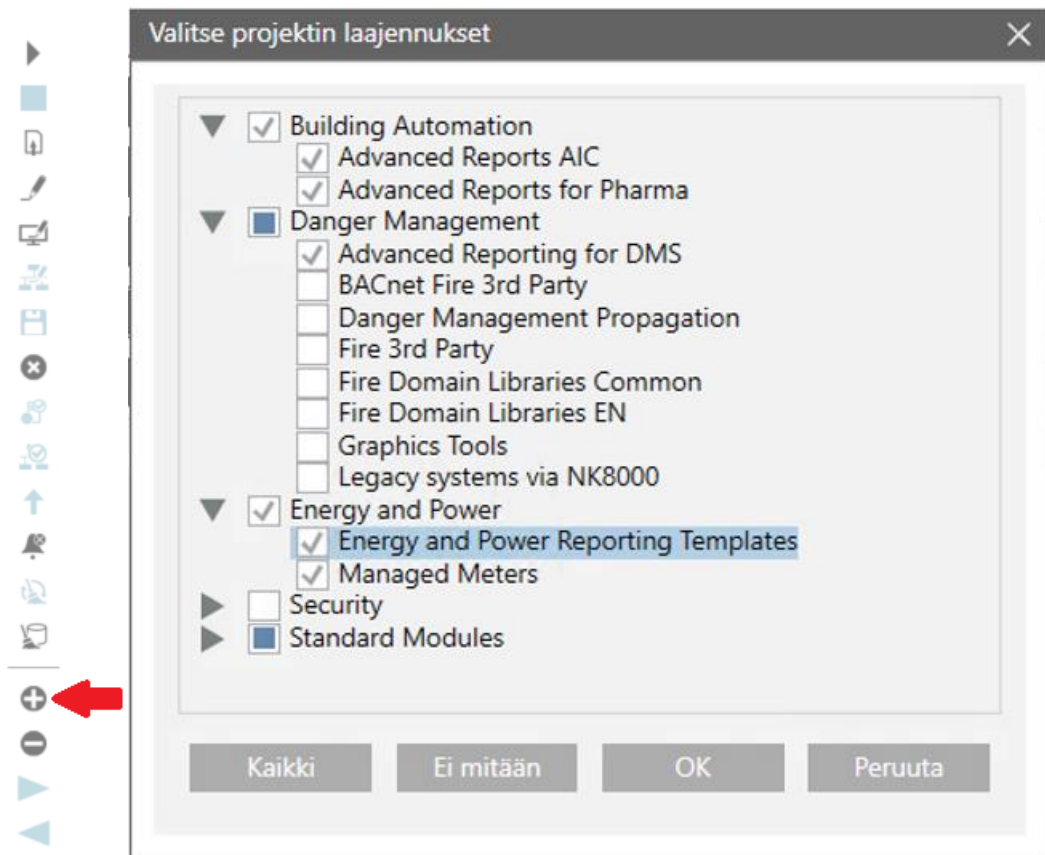 Valitse projektin laajennukset
Building Automation
Advanced Reports AIC
Advanced Reports for Pharma
Danger Management
Advanced Reporting for DMS
BACnet Fire 3rd Party
Danger Management Propagation
Fire 3rd Party
Fire Domain Libraries Common
Fire Domain Libraries EN
Graphics Tools
Legacy systems via NK8000
Energy and Power
Energy and Power Reporting Templates
Managed Meters
Security
Standard Modules
Kaikki Ei mitään OK Peruuta